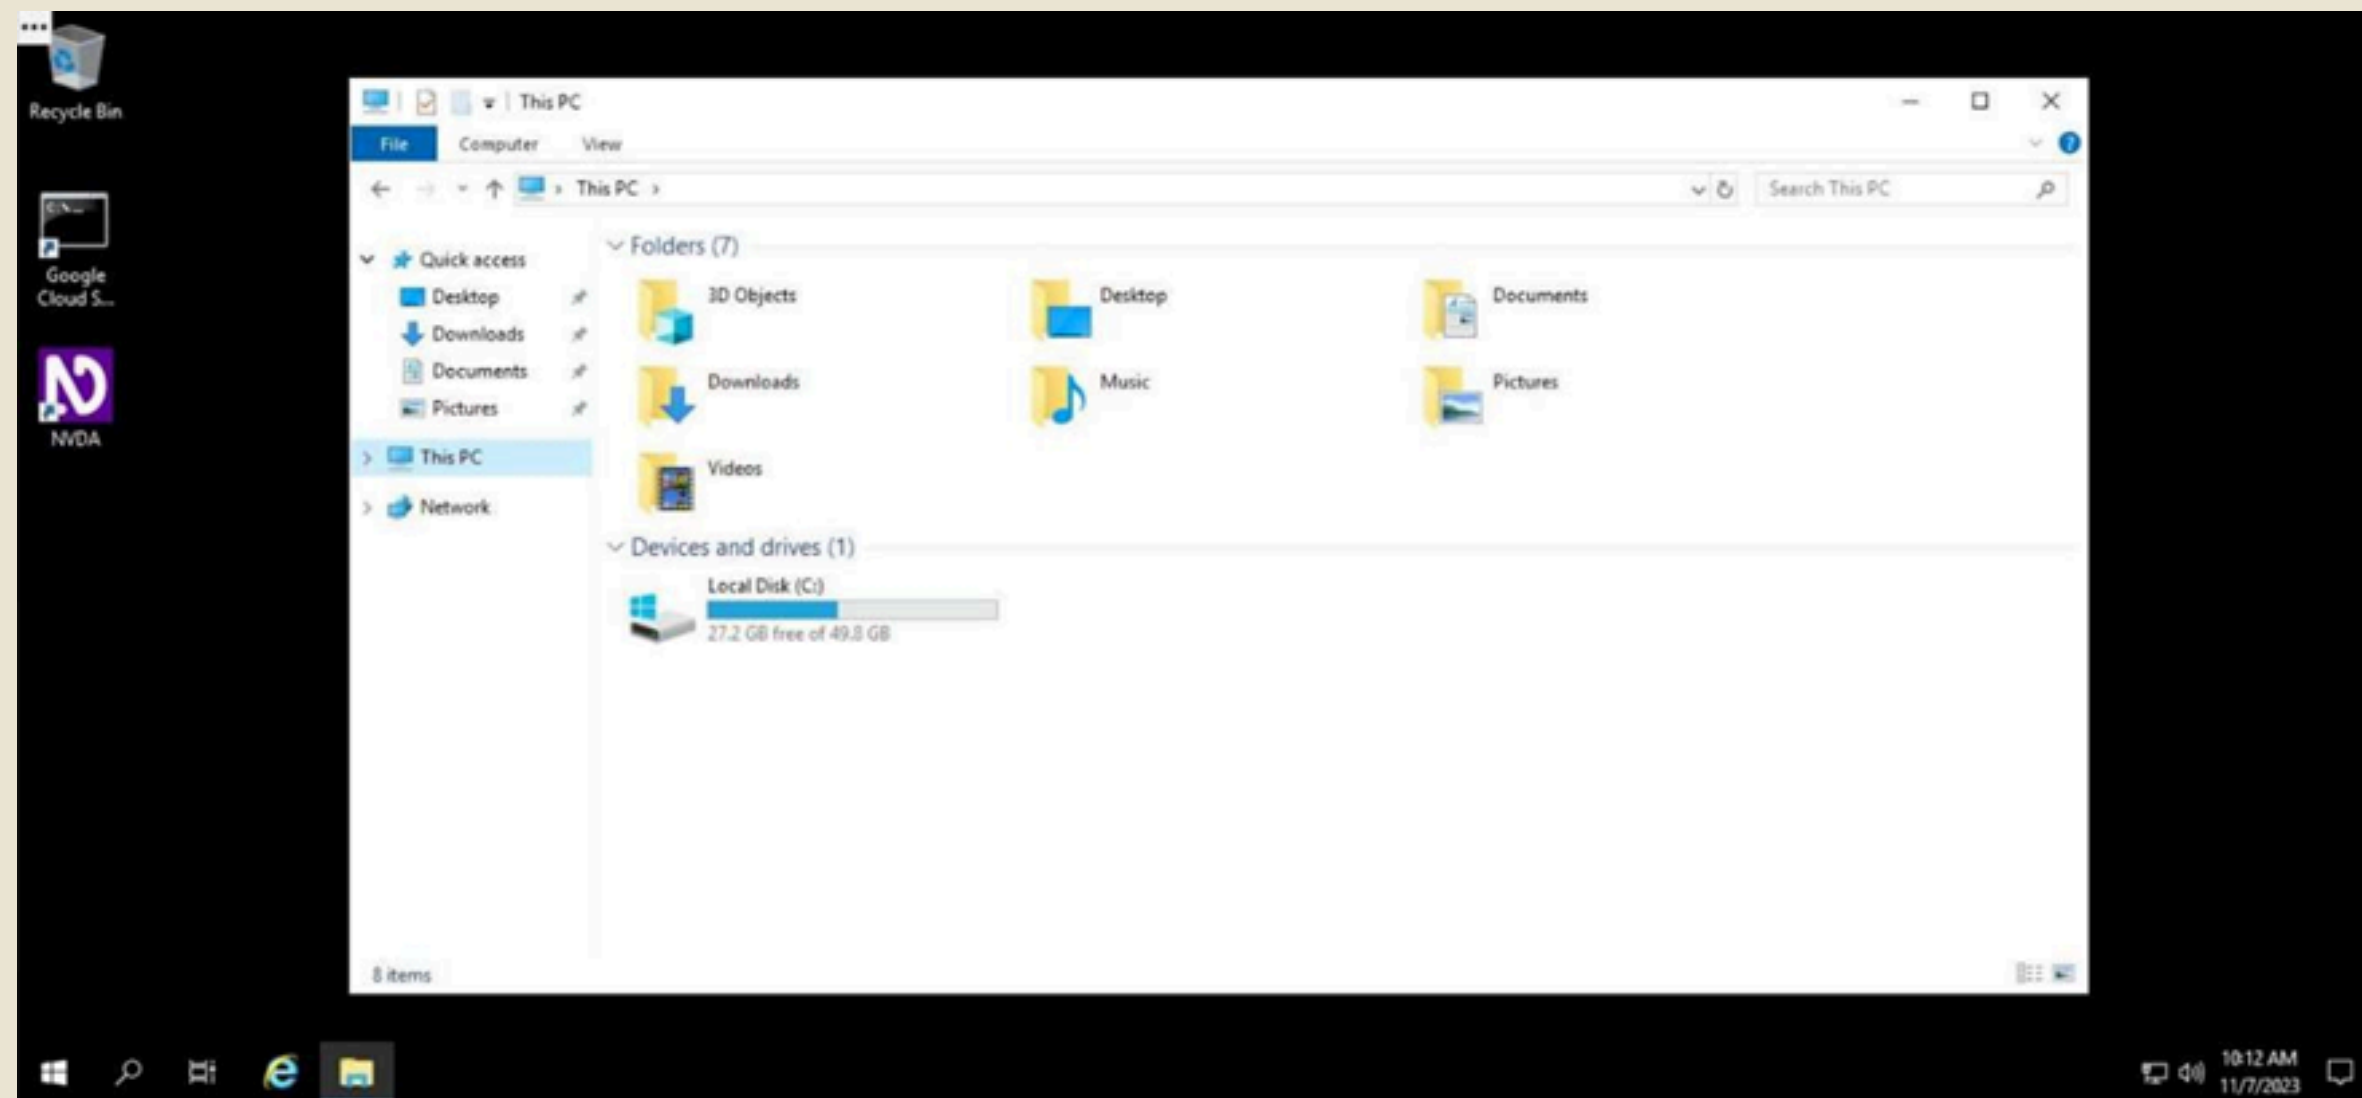 Recycle Bin
Google
Cloud S...
NVDA
This PC
File
Computer
View
This PC
Search This PC
Quick access
Desktop
Downloads
Documents
Pictures
This PC
Network
Folders (7)
3D Objects
Desktop
Documents
Downloads
Music
Pictures
Videos
Devices and drives (1)
Local Disk (C:)
27.2 GB free of 49.8 GB
8 items
10:12 AM
11/7/2023